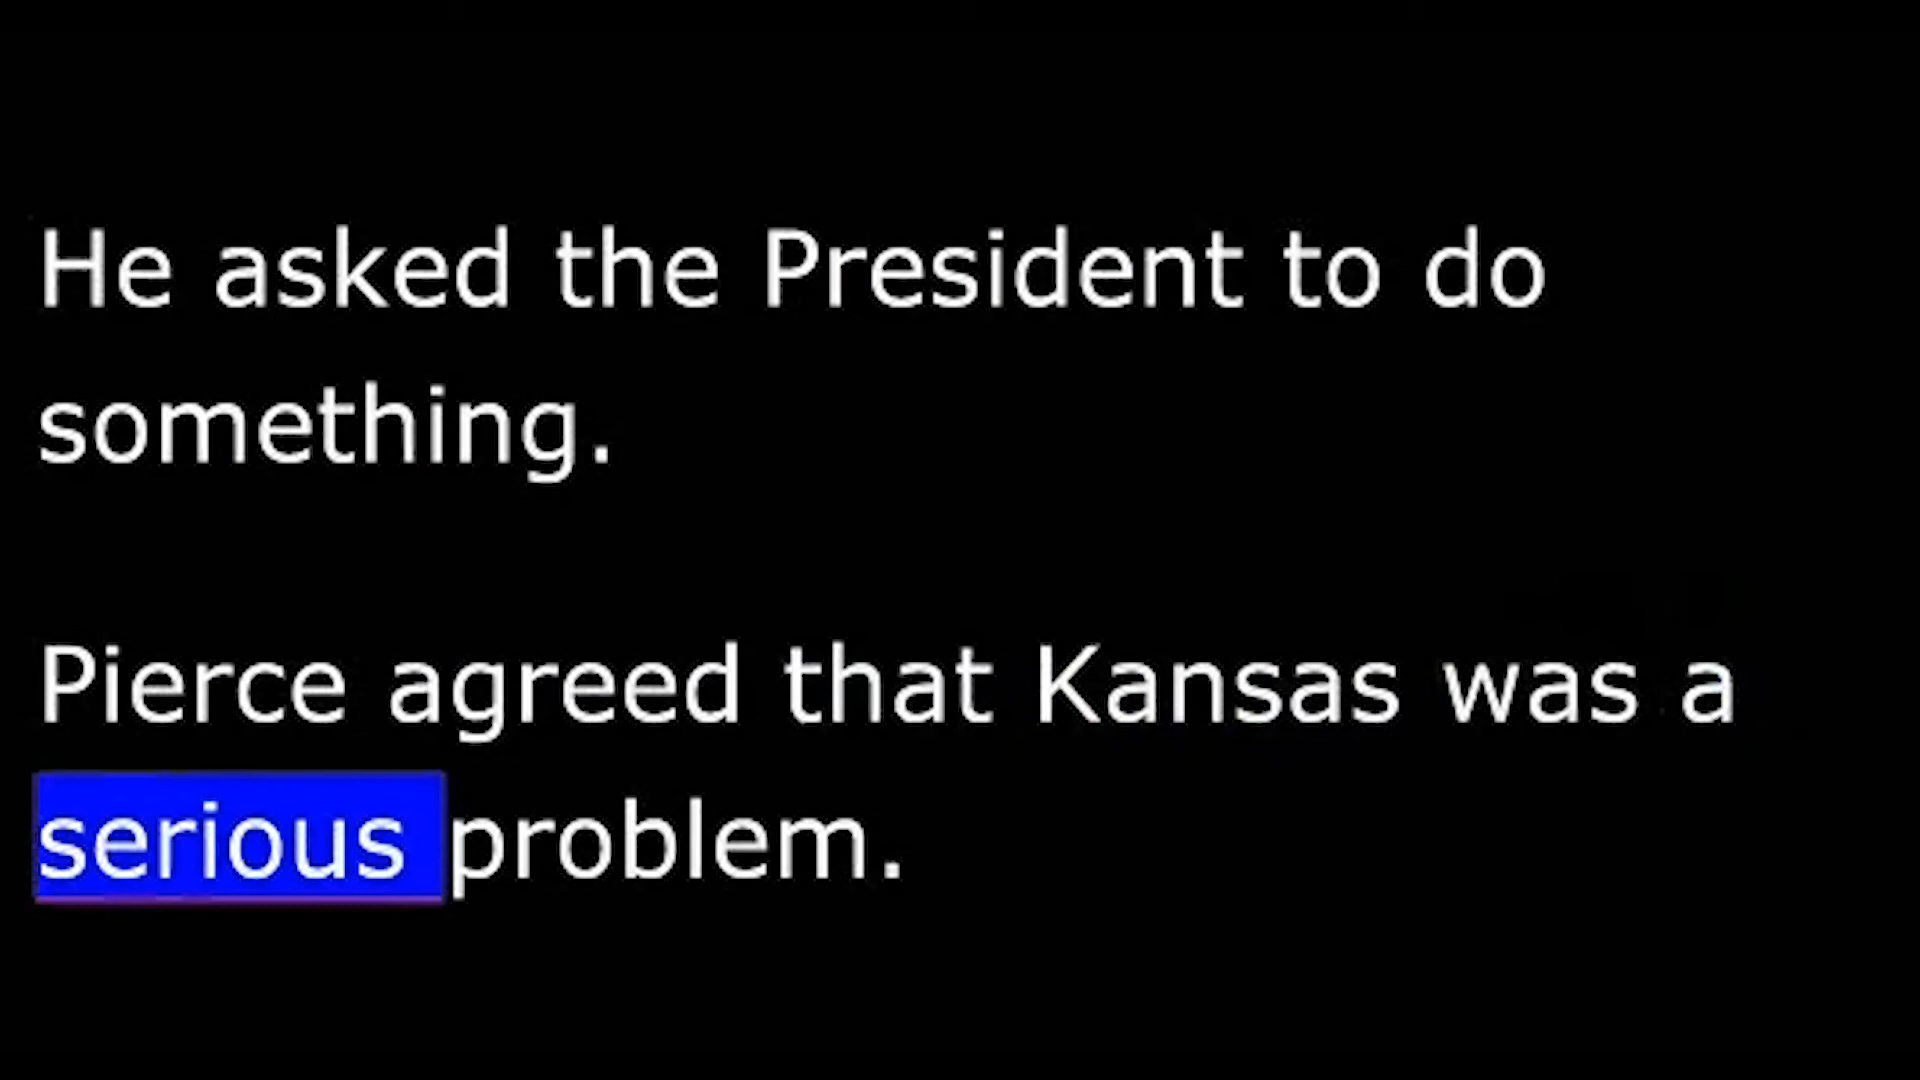 He asked the President to do
something.
Pierce agreed that Kansas was a
serious problem.